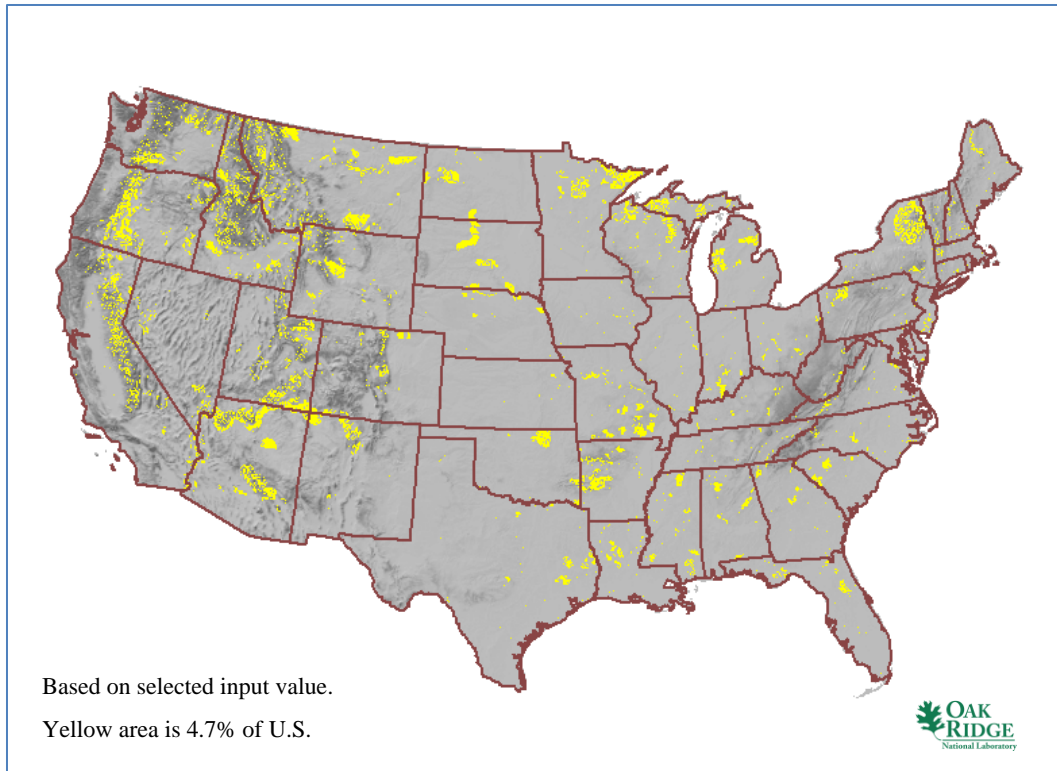 Based on selected input value.
Yellow area is 4.7% of U.S.
OAK
RIDGE
National Laboratory